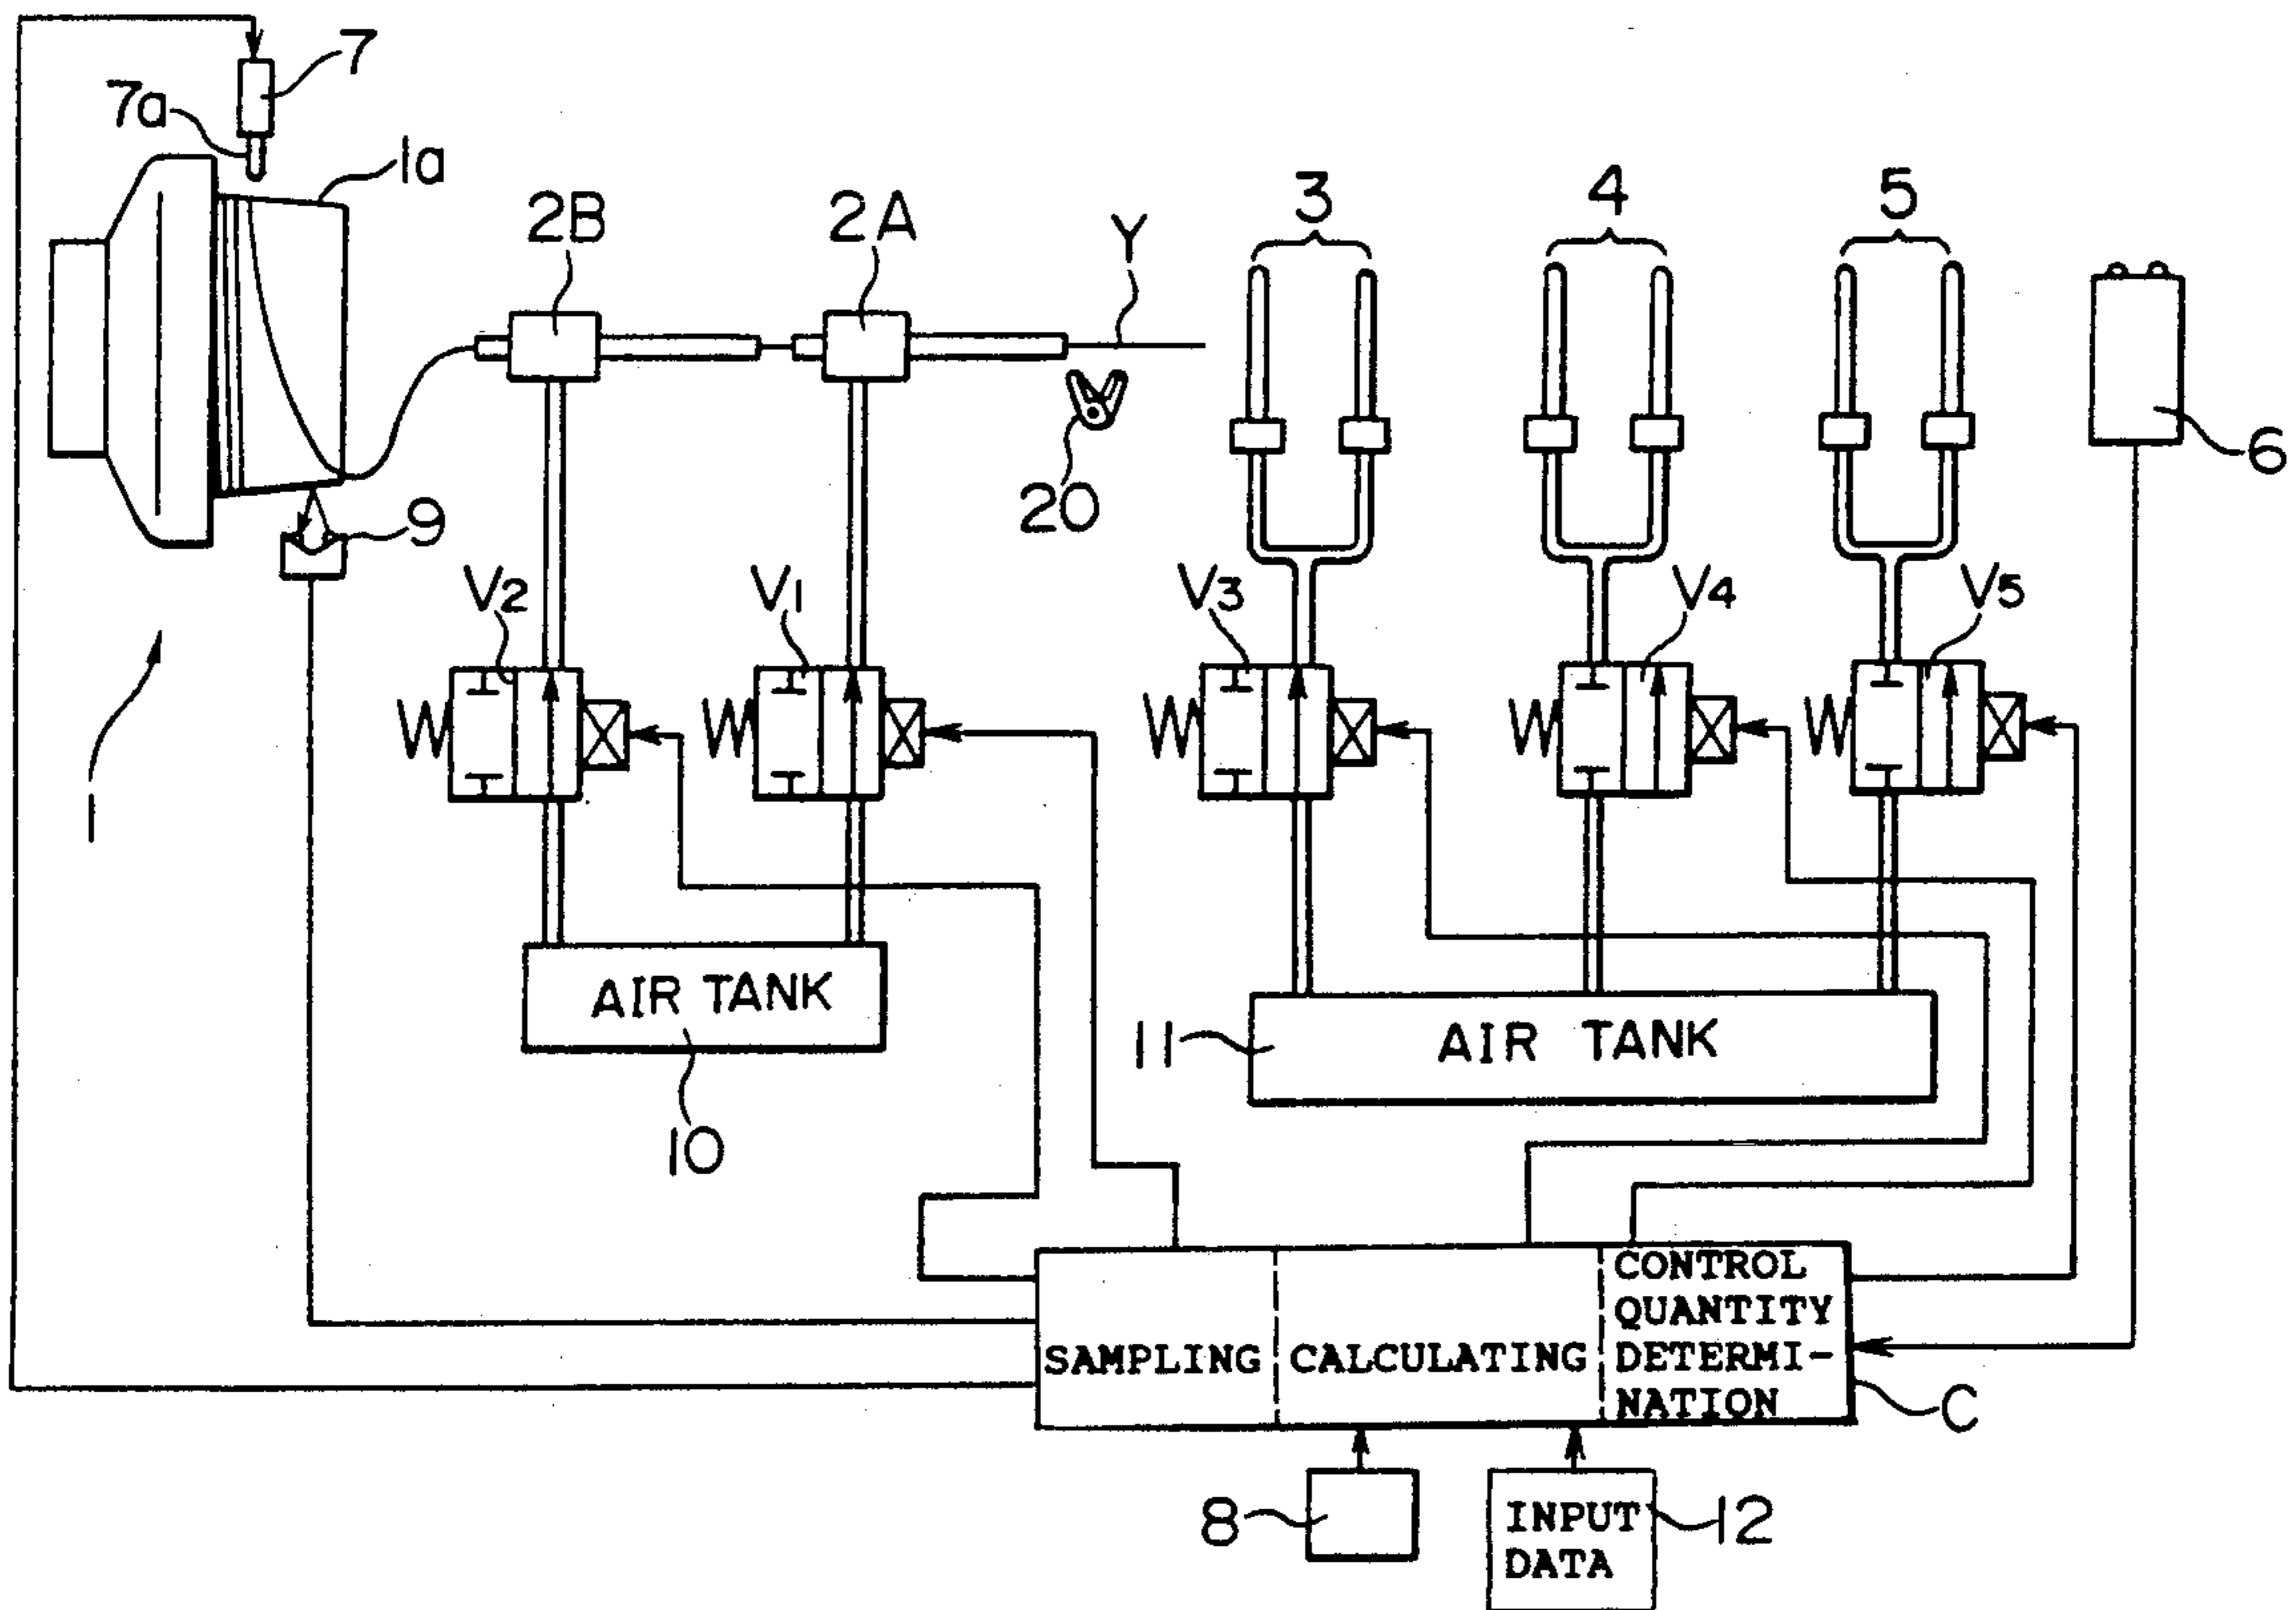 7
7a
1a
2B
2A
Y
3
4
5
6
20
9
V2
V1
V3
V4
V5
1
AIR TANK
10
11
AIR TANK
SAMPLING
CALCULATING
CONTROL
QUANTITY
DETERMI-
NATION
C
8
INPUT
DATA
12